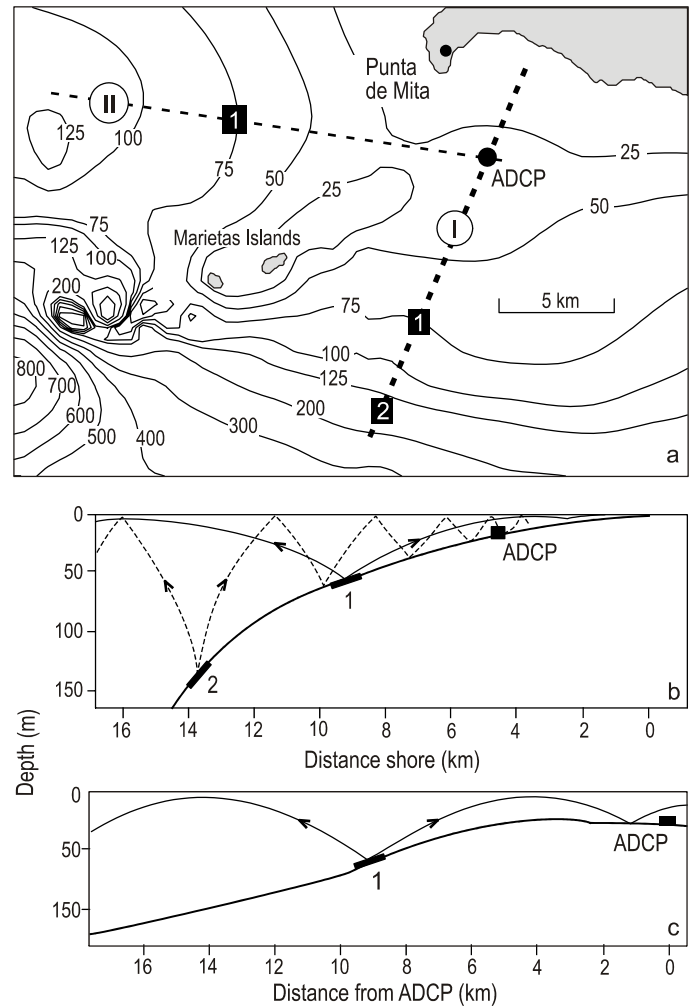 Punta
de Mita
II
125
100
1
75
50
25
ADCP
25
50
I
Marietas Islands
75
125
100
200
5 km
75
1
100
125
2
200
300
400
500
600
700
800
a
0
50
100
150
ADCP
1
2
b
16 14 12 10 8 6 4 2 0
Distance shore (km)
Depth (m)
0
50
150
ADCP
1
c
16 14 12 10 8 6 4 2 0
Distance from ADCP (km)